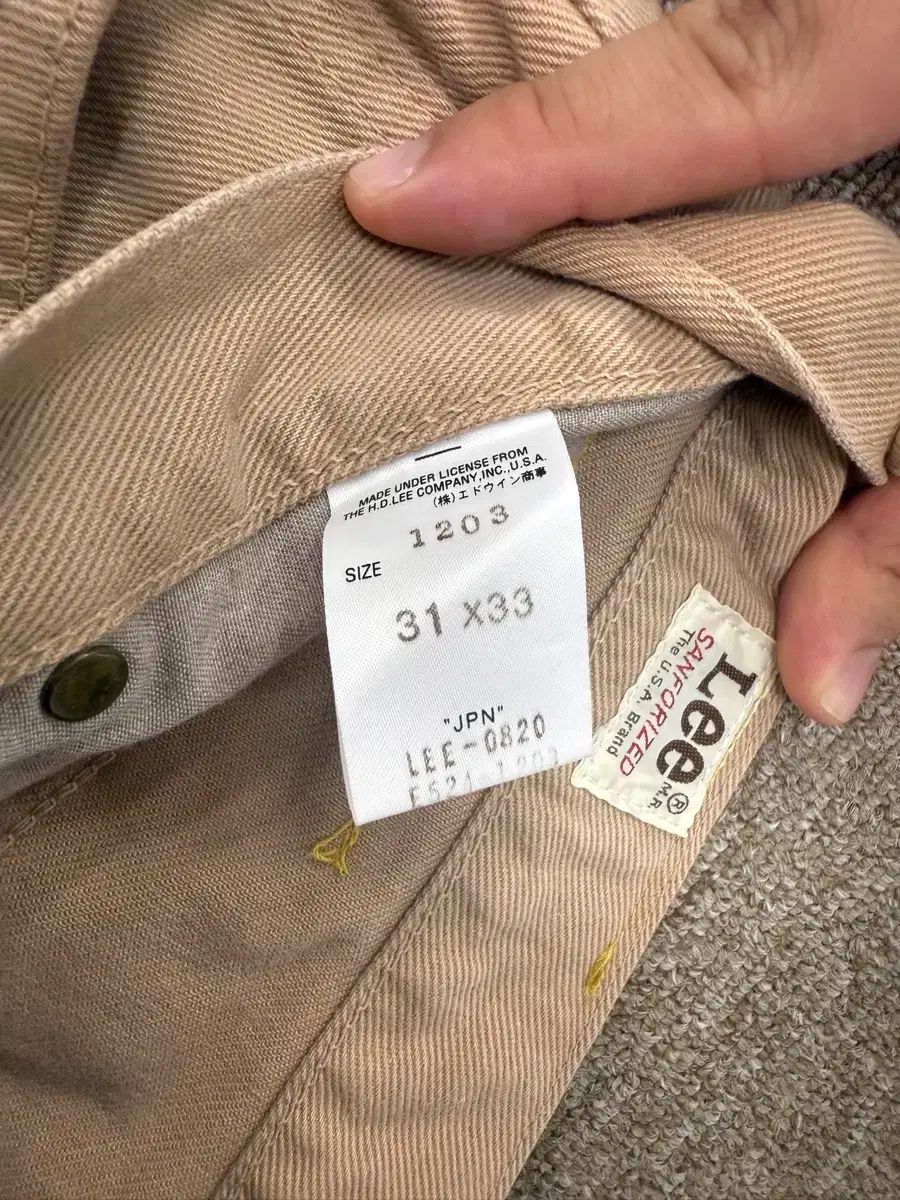 MADE UNDER LICENSE FROM
THE H.D.LEE COMPANY,INC.,U.S.A.
(株)エドウイン商事
1203
SIZE
31 X33
"JPN"
LEE-0820
Lee® M.R.
SANFORIZED
The U.S.A. Brand